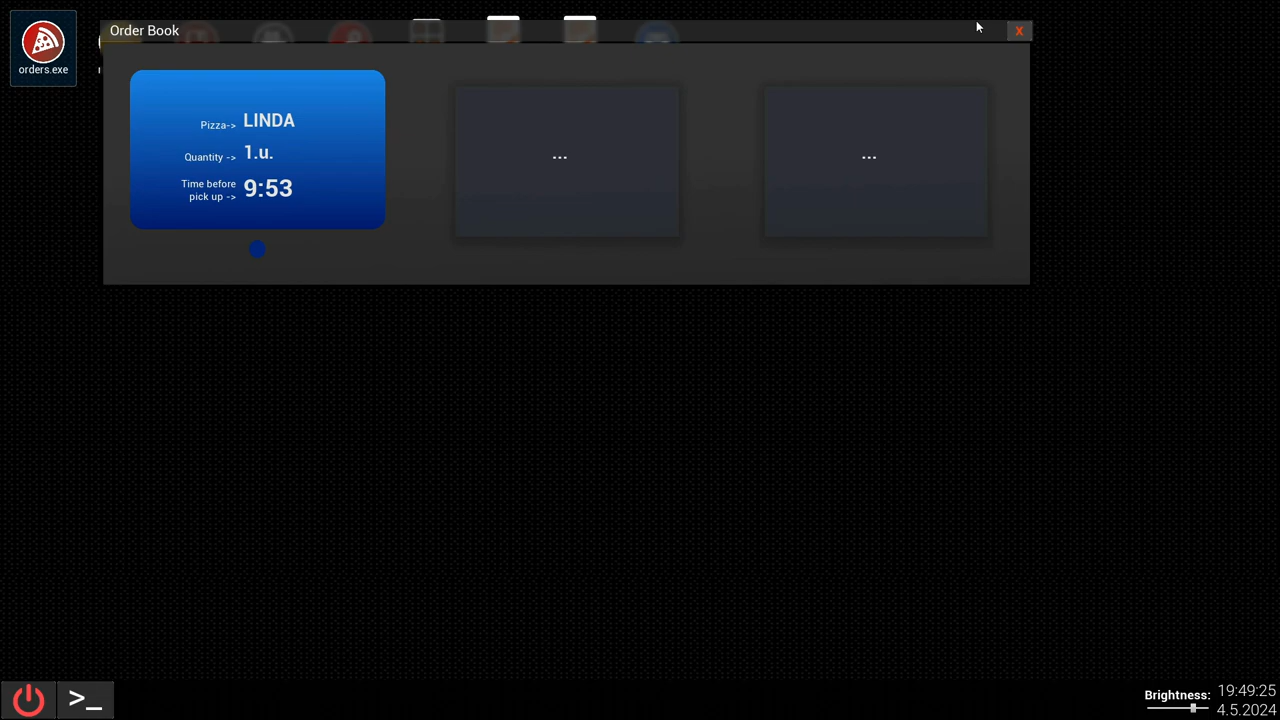 Order Book
X
orders.exe
Pizza-> LINDA
Quantity -> 1.u.
Time before
pick up -> 9:53
...
...
>_
Brightness:
19:49:25
4.5.2024